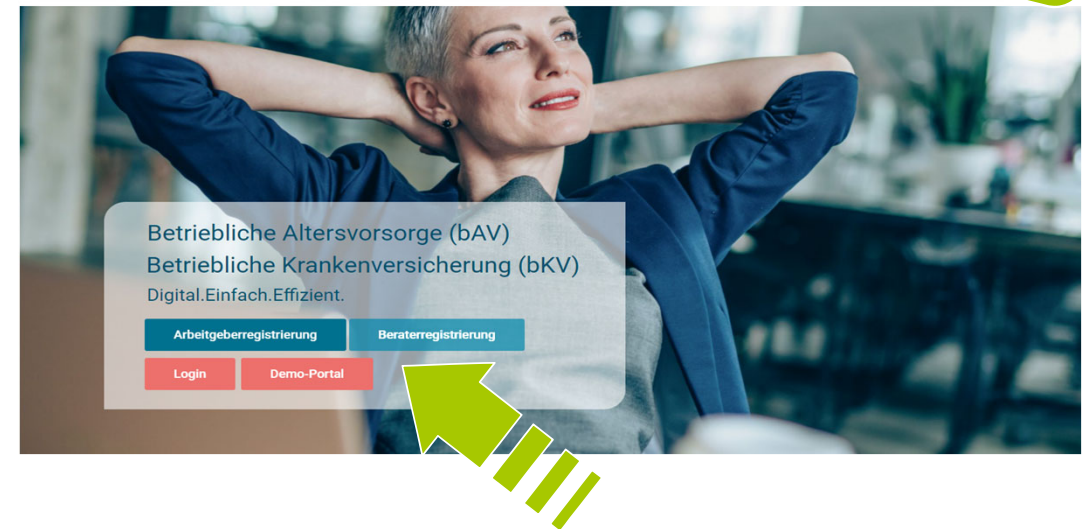 Betriebliche Altersvorsorge (bAV)
Betriebliche Krankenversicherung (bKV)
Digital.Einfach.Effizient.
Arbeitgeberregistrierung Beraterregistrierung
Login Demo-Portal